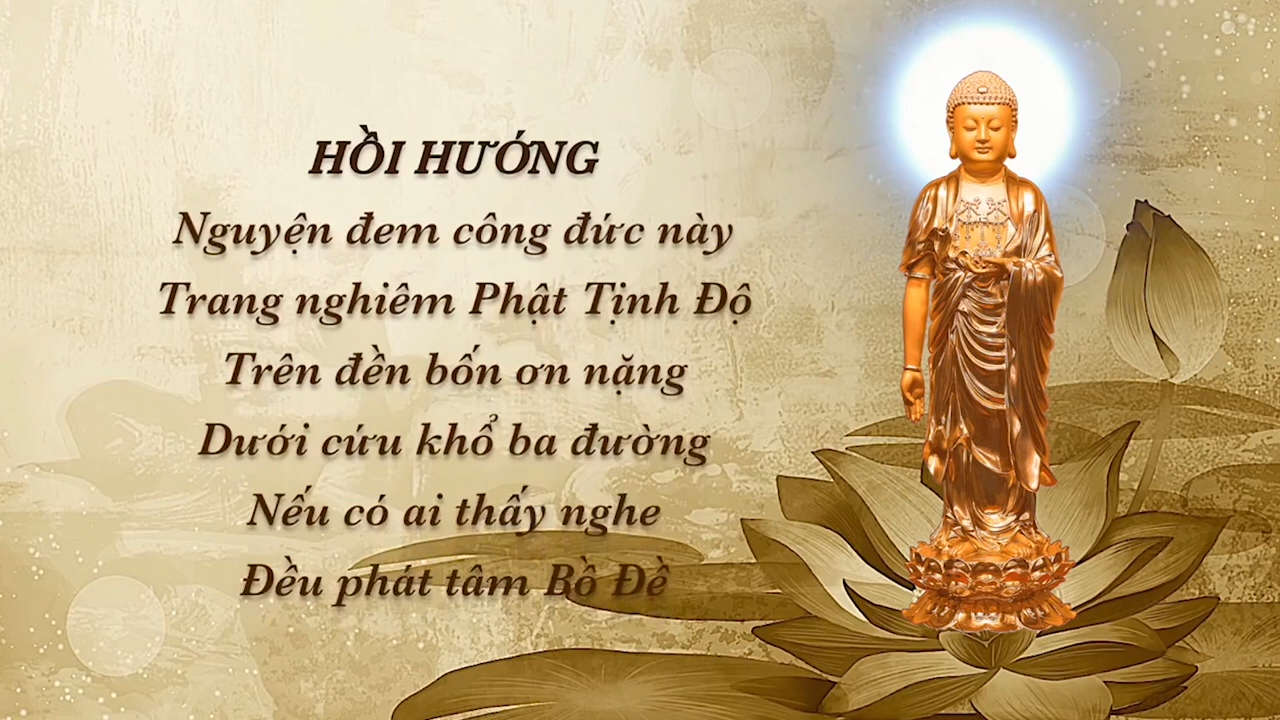 HỒI HƯỚNG
Nguyện đem công đức này
Trang nghiêm Phật Tịnh Độ
Trên đền bốn ơn nặng
Dưới cứu khổ ba đường
Nếu có ai thấy nghe
Đều phát tâm Bồ Đề